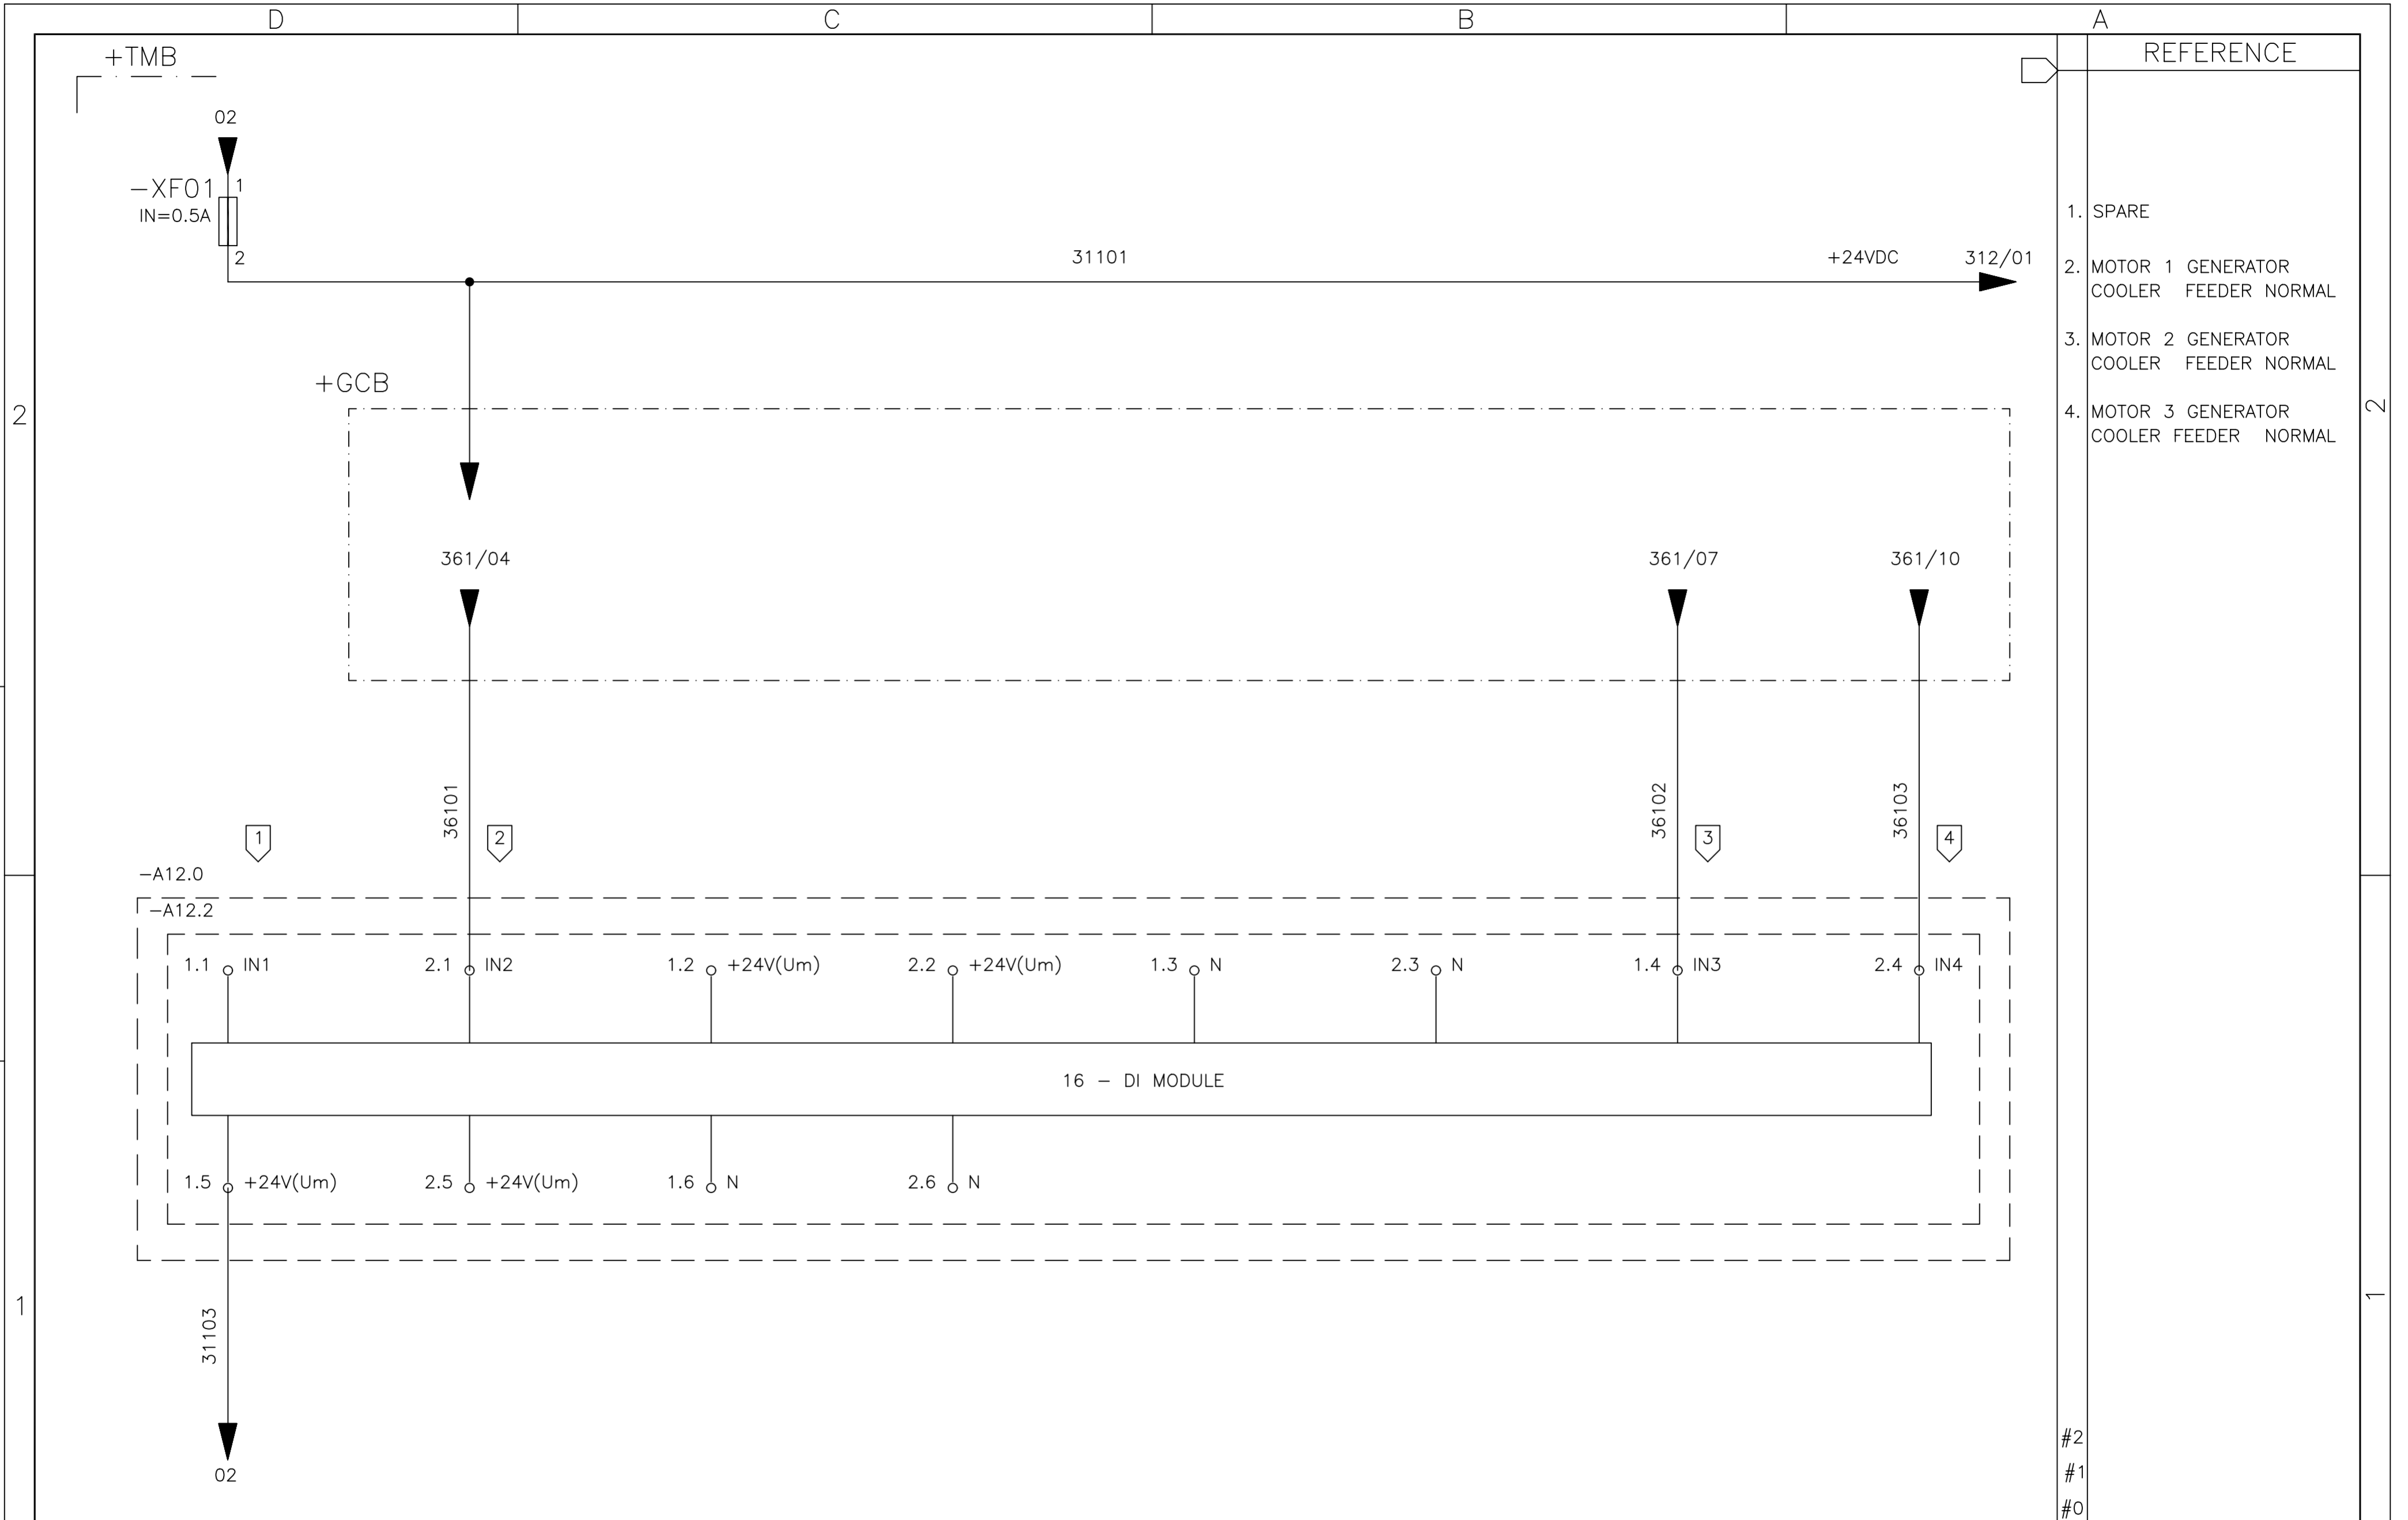 D
C
B
A
+TMB
REFERENCE
02
-XF01
1
IN=0.5A
2
31101
+24VDC
312/01
1. SPARE
2. MOTOR 1 GENERATOR
COOLER FEEDER NORMAL
3. MOTOR 2 GENERATOR
COOLER FEEDER NORMAL
4. MOTOR 3 GENERATOR
COOLER FEEDER NORMAL
+GCB
2
2
361/04
361/07
361/10
36101
36102
36103
1
2
3
4
-A12.0
-A12.2
1.1 IN1
2.1 IN2
1.2 +24V(Um)
2.2 +24V(Um)
1.3 N
2.3 N
1.4 IN3
2.4 IN4
16 - DI MODULE
1.5 +24V(Um)
2.5 +24V(Um)
1.6 N
2.6 N
1
1
31103
02
#2
#1
#0